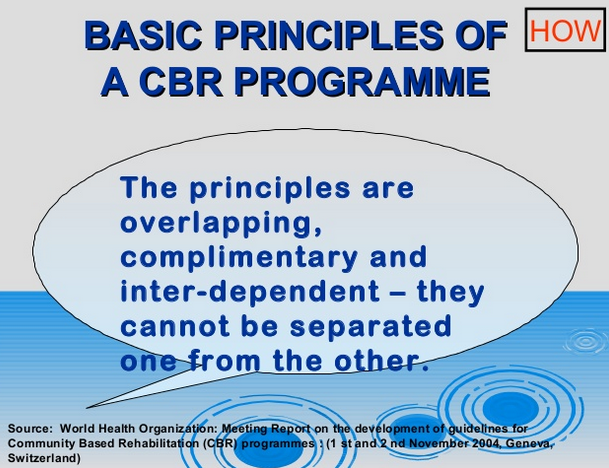 BASIC PRINCIPLES OF
A CBR PROGRAMME
HOW
The principles are
overlapping,
complimentary and
inter-dependent – they
cannot be separated
one from the other.
Source: World Health Organization: Meeting Report on the development of guidelines for
Community Based Rehabilitation (CBR) programmes : (1 st and 2 nd November 2004, Geneva,
Switzerland)